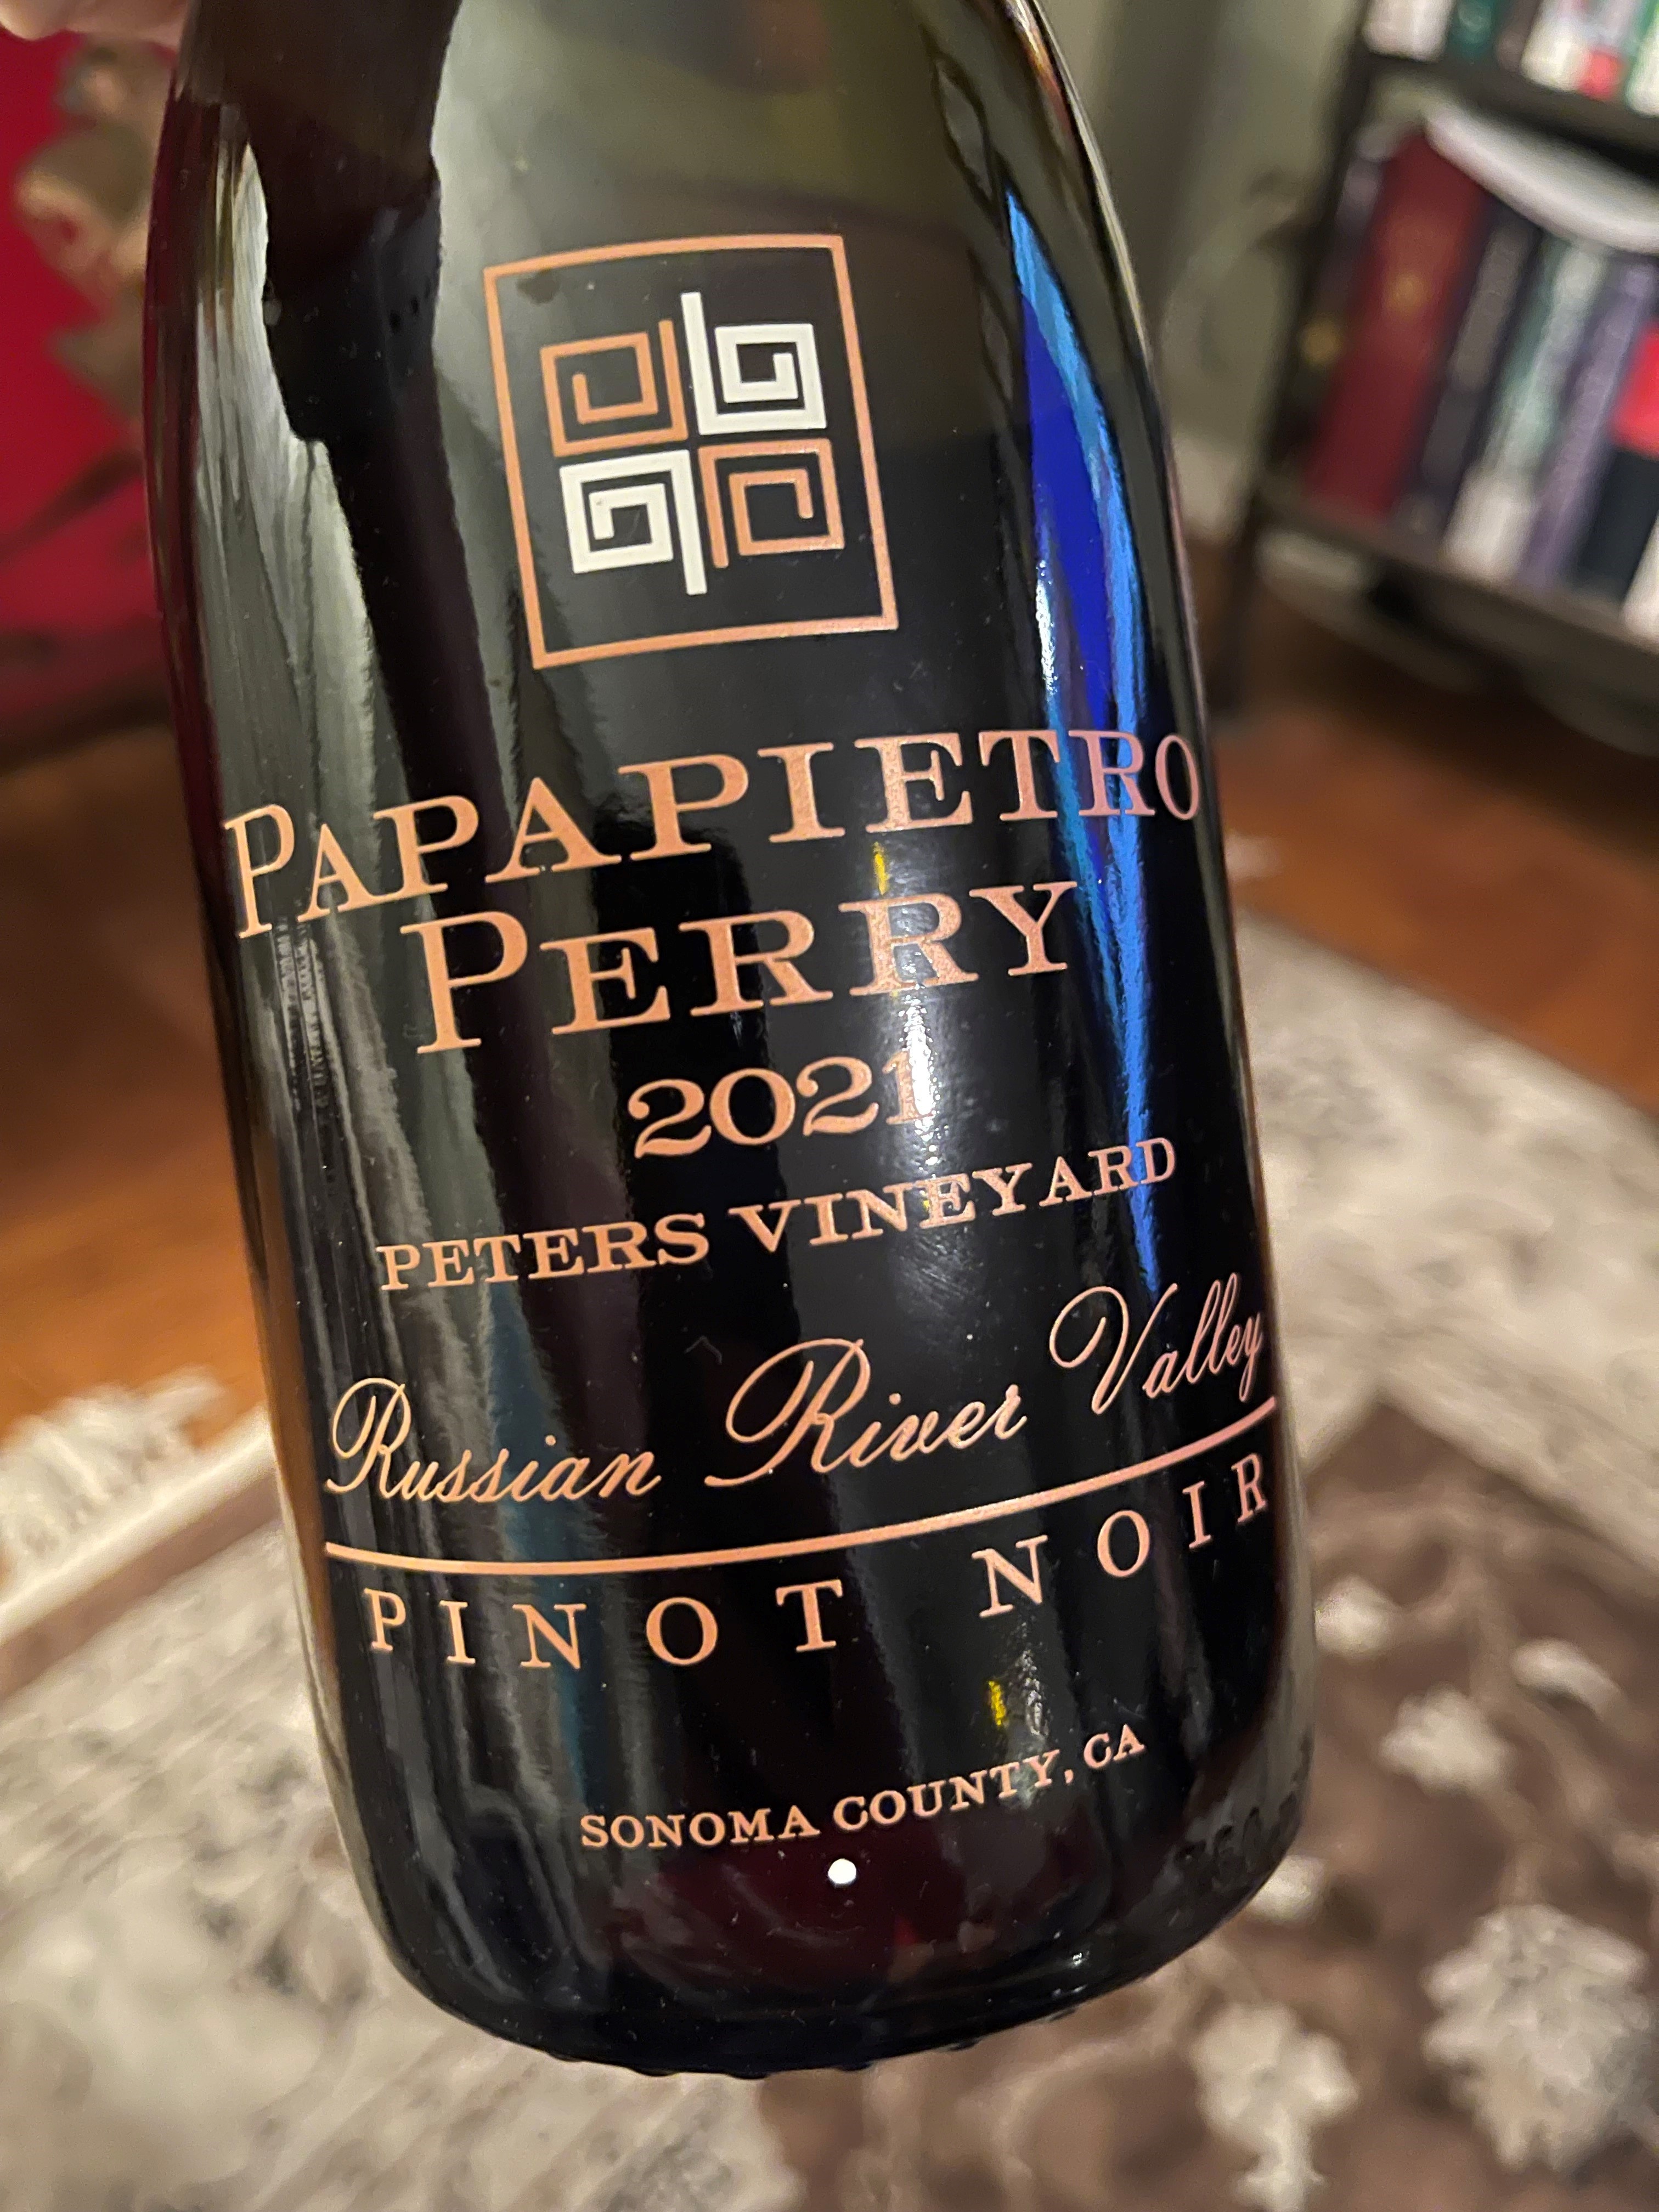 PAPAPIETRO
PERRY
2021
PETERS VINEYARD
Russian River Valley
PINOT NOIR
SONOMA COUNTY, CA